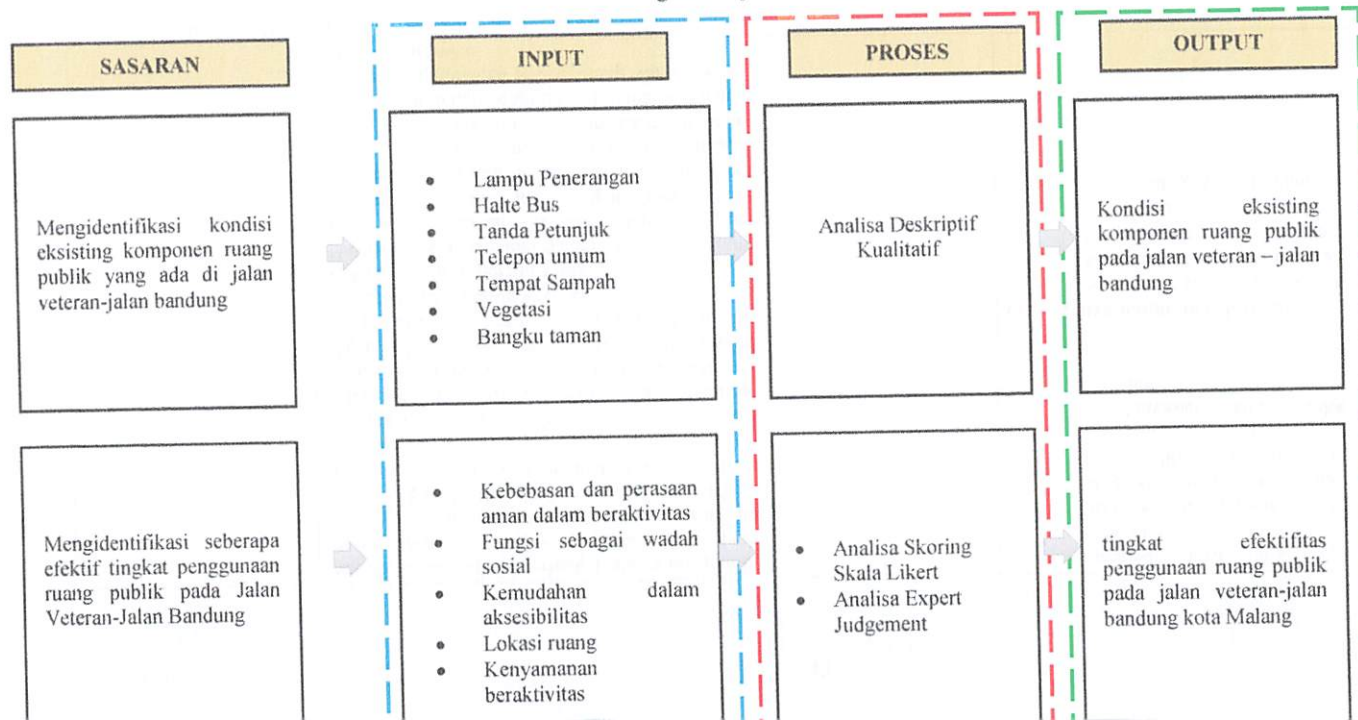 SASARAN
INPUT
PROSES
OUTPUT
Mengidentifikasi kondisi
eksisting komponen ruang
publik yang ada di jalan
veteran-jalan bandung
• Lampu Penerangan
• Halte Bus
• Tanda Petunjuk
• Telepon umum
• Tempat Sampah
• Vegetasi
• Bangku taman
Analisa Deskriptif
Kualitatif
Kondisi eksisting
komponen ruang publik
pada jalan veteran – jalan
bandung
Mengidentifikasi seberapa
efektif tingkat penggunaan
ruang publik pada Jalan
Veteran-Jalan Bandung
• Kebebasan dan perasaan
aman dalam beraktivitas
• Fungsi sebagai wadah
sosial
• Kemudahan dalam
aksesibilitas
• Lokasi ruang
• Kenyamanan
beraktivitas
• Analisa Skoring
Skala Likert
• Analisa Expert
Judgement
tingkat efektifitas
penggunaan ruang publik
pada jalan veteran-jalan
bandung kota Malang